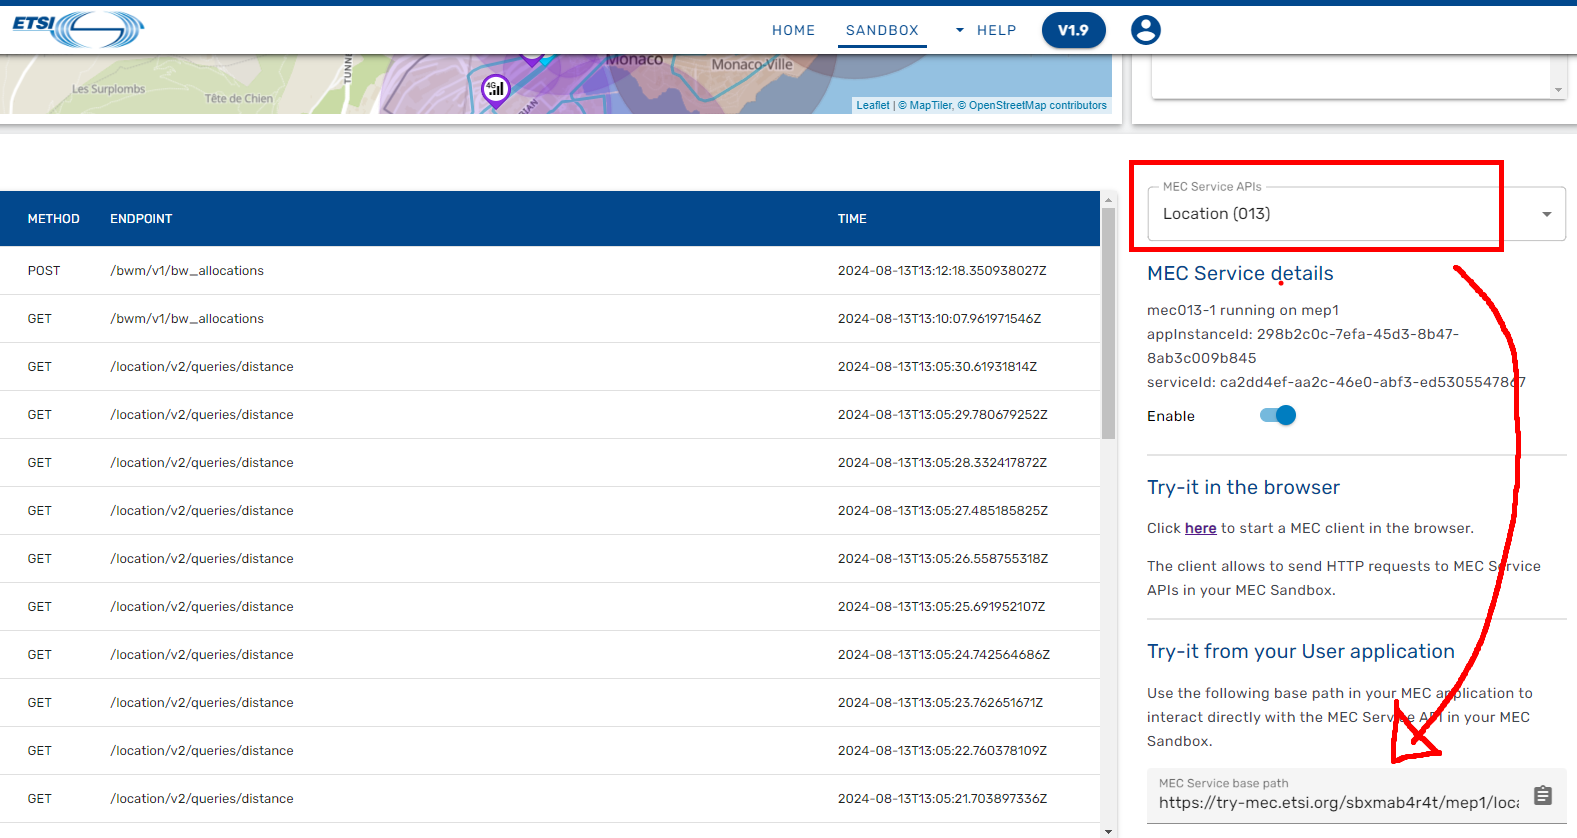 ETSI
HOME
SANDBOX
HELP
V1.9
Les Surplombs
Tête de Chien
4G
Monaco
Monaco-Ville
Leaflet | © MapTiler, © OpenStreetMap contributors
METHOD ENDPOINT TIME
POST /bwm/v1/bw_allocations 2024-08-13T13:12:18.350938027Z
GET /bwm/v1/bw_allocations 2024-08-13T13:10:07.961971546Z
GET /location/v2/queries/distance 2024-08-13T13:05:30.61931814Z
GET /location/v2/queries/distance 2024-08-13T13:05:29.780679252Z
GET /location/v2/queries/distance 2024-08-13T13:05:28.332417872Z
GET /location/v2/queries/distance 2024-08-13T13:05:27.485185825Z
GET /location/v2/queries/distance 2024-08-13T13:05:26.558755318Z
GET /location/v2/queries/distance 2024-08-13T13:05:25.691952107Z
GET /location/v2/queries/distance 2024-08-13T13:05:24.742564686Z
GET /location/v2/queries/distance 2024-08-13T13:05:23.762651671Z
GET /location/v2/queries/distance 2024-08-13T13:05:22.760378109Z
GET /location/v2/queries/distance 2024-08-13T13:05:21.703897336Z
MEC Service APIs
Location (013)
MEC Service details
mec013-1 running on mep1
appInstanceId: 298b2c0c-7efa-45d3-8b47-
8ab3c009b845
serviceId: ca2dd4ef-aa2c-46e0-abf3-ed5305547867
Enable
Try-it in the browser
Click here to start a MEC client in the browser.
The client allows to send HTTP requests to MEC Service
APIs in your MEC Sandbox.
Try-it from your User application
Use the following base path in your MEC application to
interact directly with the MEC Service API in your MEC
Sandbox.
MEC Service base path
https://try-mec.etsi.org/sbxmab4r4t/mep1/loca